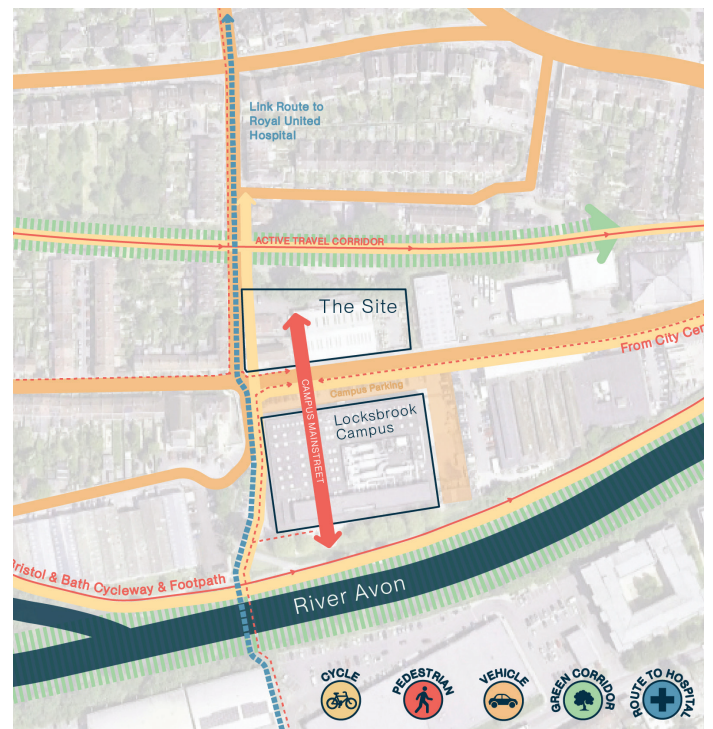 Link Route to
Royal United
Hospital
ACTIVE TRAVEL CORRIDOR
The Site
From City Cen
Campus Parking
CAMPUS MAINSTREET
Locksbrook
Campus
Bristol & Bath Cycleway & Footpath
River Avon
CYCLE
PEDESTRIAN
VEHICLE
GREEN CORRIDOR
ROUTE TO HOSPITAL